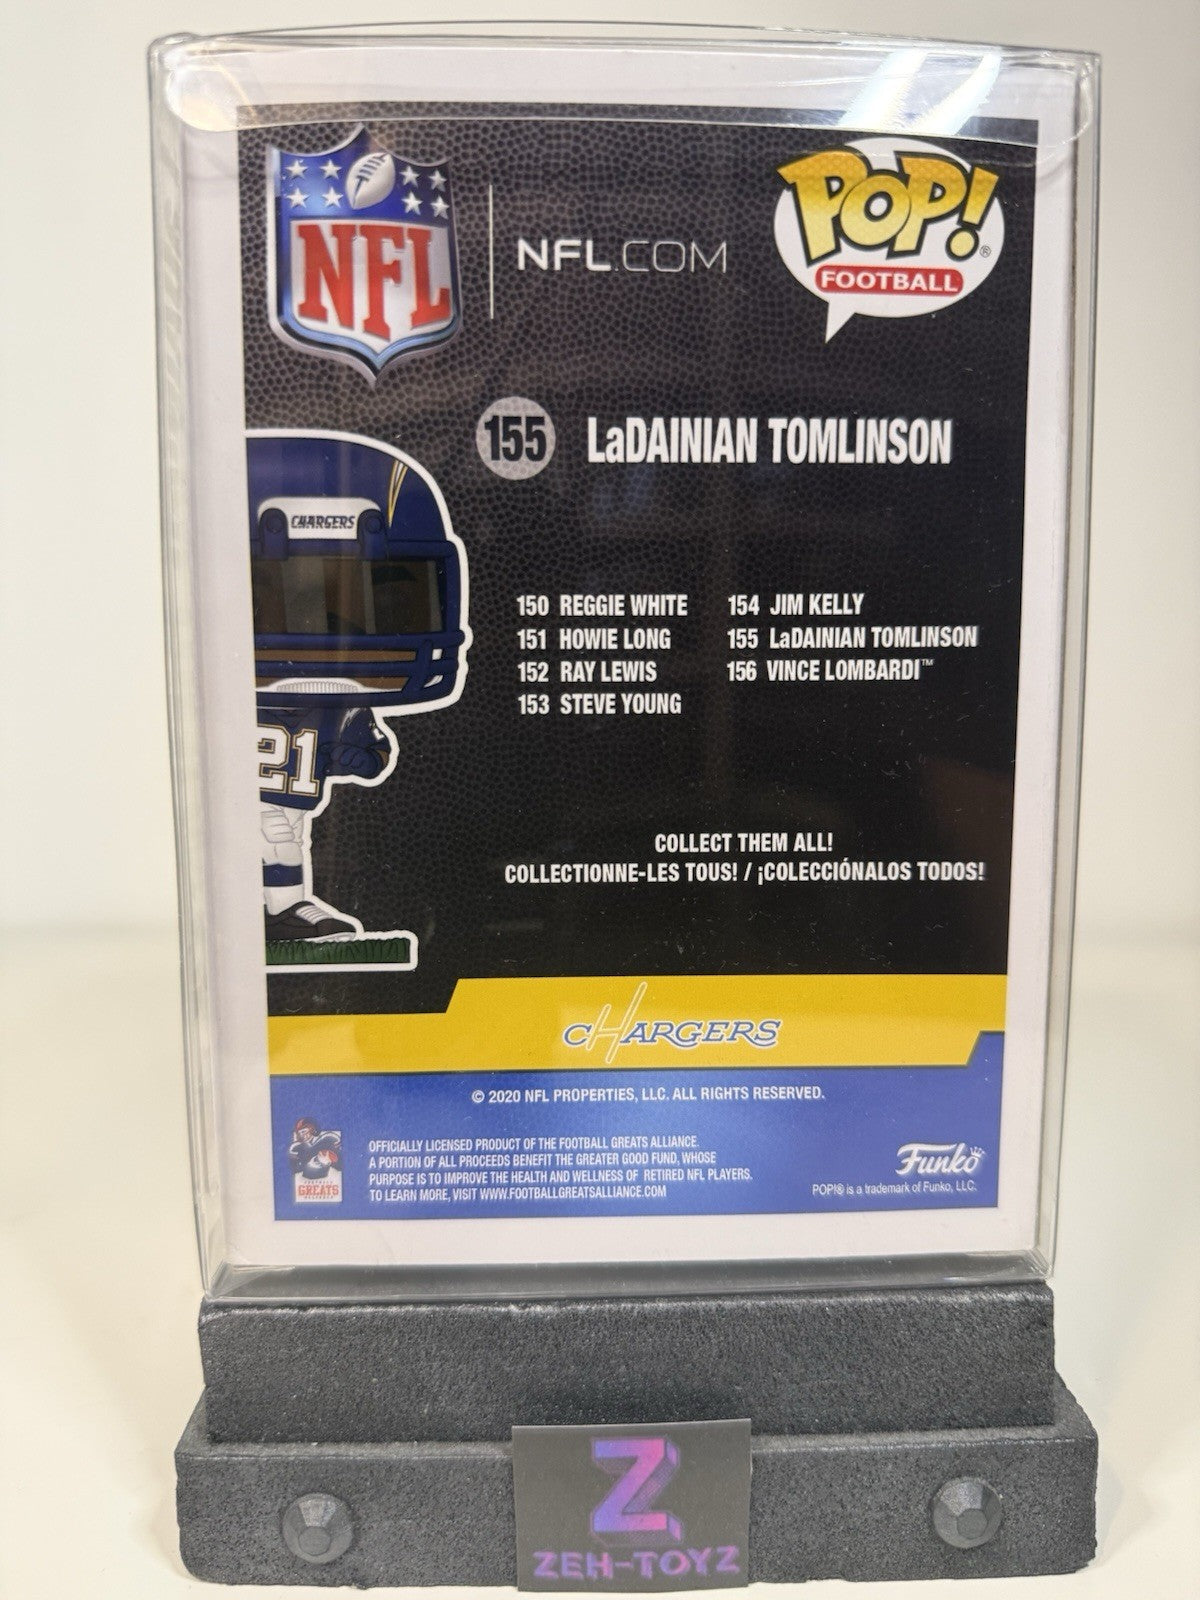 NFL
NFL.COM
POP!®
FOOTBALL
155 LaDAINIAN TOMLINSON
CHARGERS
21
150 REGGIE WHITE
151 HOWIE LONG
152 RAY LEWIS
153 STEVE YOUNG
154 JIM KELLY
155 LaDAINIAN TOMLINSON
156 VINCE LOMBARDI™
COLLECT THEM ALL!
COLLECTIONNE-LES TOUS! / ¡COLECCIÓNALOS TODOS!
CHARGERS
© 2020 NFL PROPERTIES, LLC. ALL RIGHTS RESERVED.
GREATS
OFFICIALLY LICENSED PRODUCT OF THE FOOTBALL GREATS ALLIANCE.
A PORTION OF ALL PROCEEDS BENEFIT THE GREATER GOOD FUND, WHOSE
PURPOSE IS TO IMPROVE THE HEALTH AND WELLNESS OF RETIRED NFL PLAYERS.
TO LEARN MORE, VISIT WWW.FOOTBALLGREATSALLIANCE.COM
Funko
POP!® is a trademark of Funko, LLC.
Z
ZEH-TOYZ